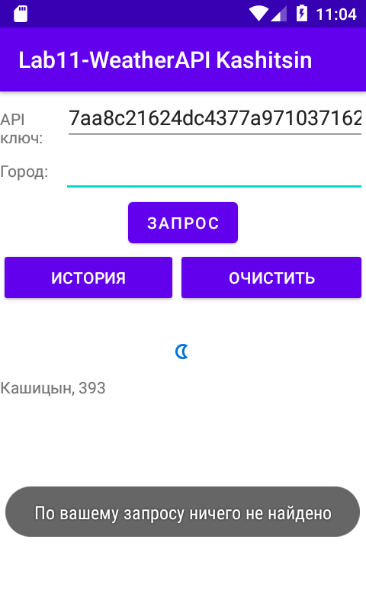 11:04
Lab11-WeatherAPI Kashitsin
API
ключ:
7aa8c21624dc4377a971037162
Город:
ЗАПРОС
ИСТОРИЯ ОЧИСТИТЬ
Кашицын, 393
По вашему запросу ничего не найдено